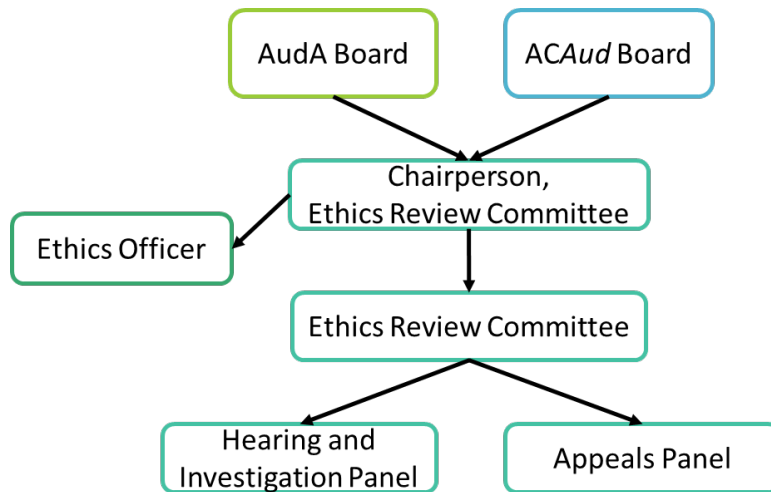 AudA Board
ACAud Board
Chairperson,
Ethics Review Committee
Ethics Officer
Ethics Review Committee
Hearing and
Investigation Panel
Appeals Panel